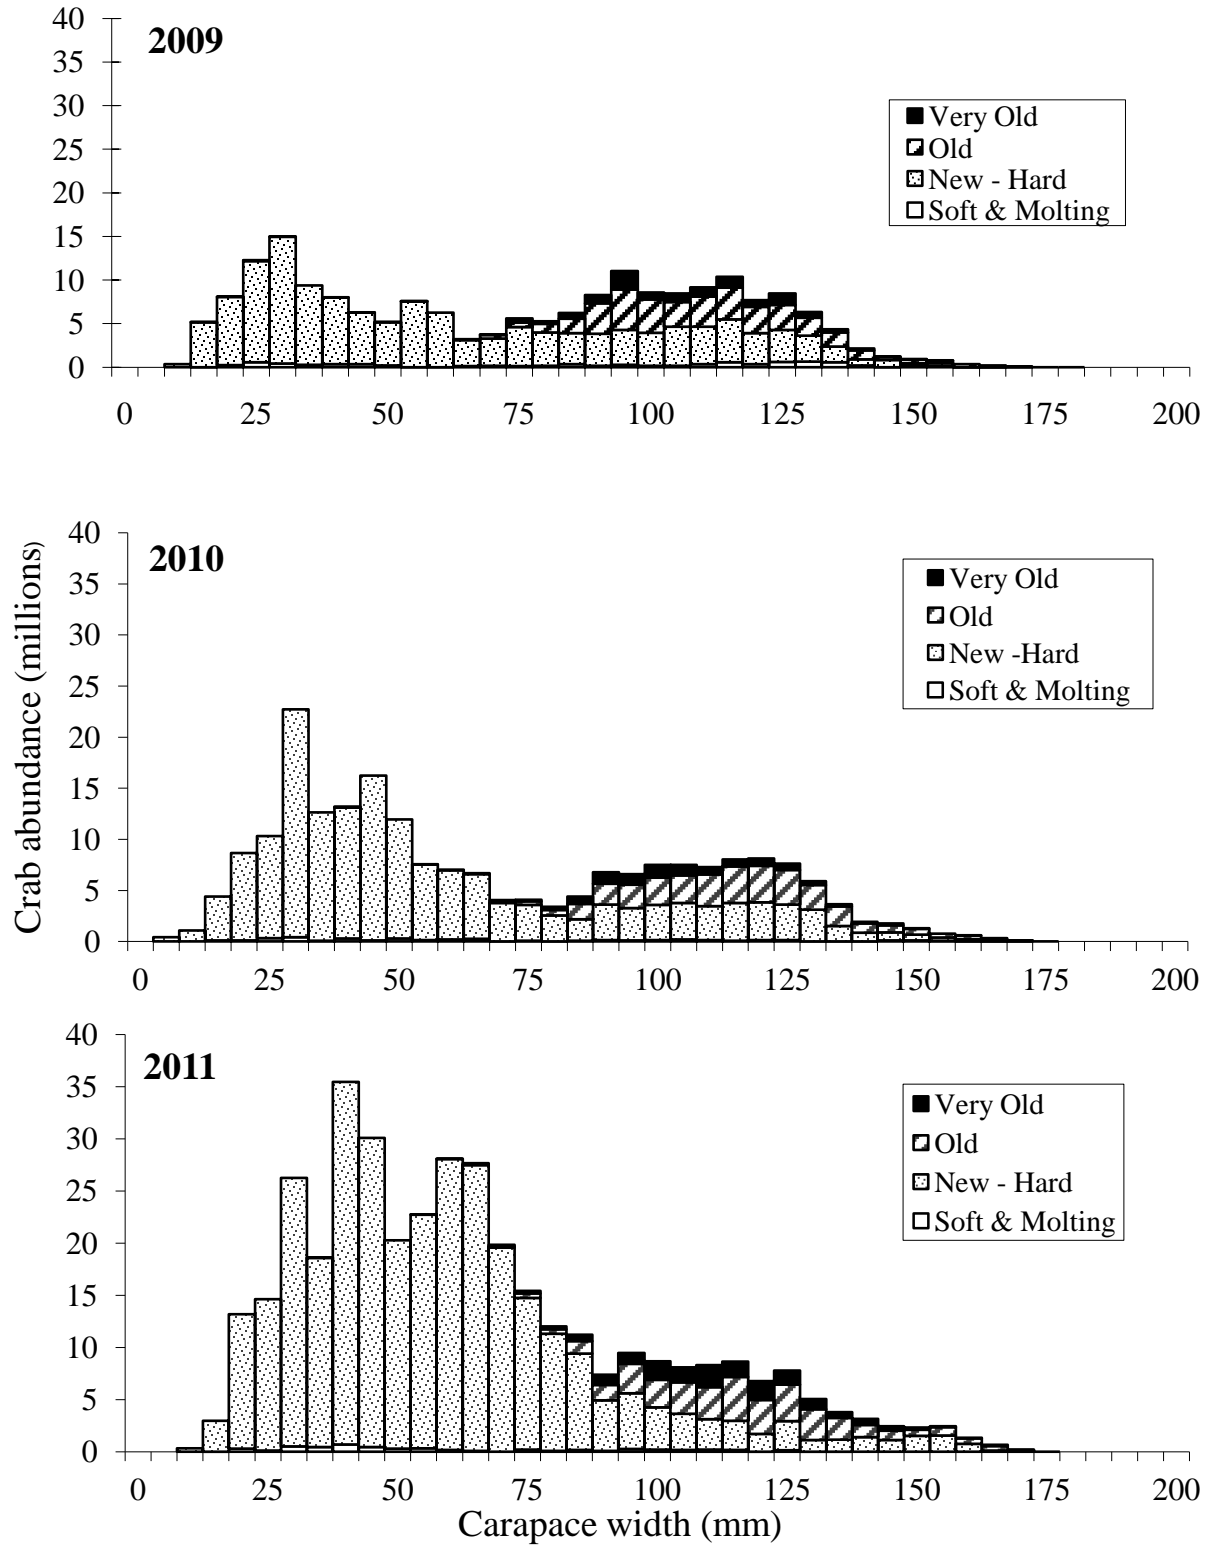 2009
40
35
30
25
20
15
10
5
0
Very Old
Old
New - Hard
Soft & Molting
0 25 50 75 100 125 150 175 200
Crab abundance (millions)
2010
40
35
30
25
20
15
10
5
0
Very Old
Old
New -Hard
Soft & Molting
0 25 50 75 100 125 150 175 200
2011
40
35
30
25
20
15
10
5
0
Very Old
Old
New - Hard
Soft & Molting
0 25 50 75 100 125 150 175 200
Carapace width (mm)